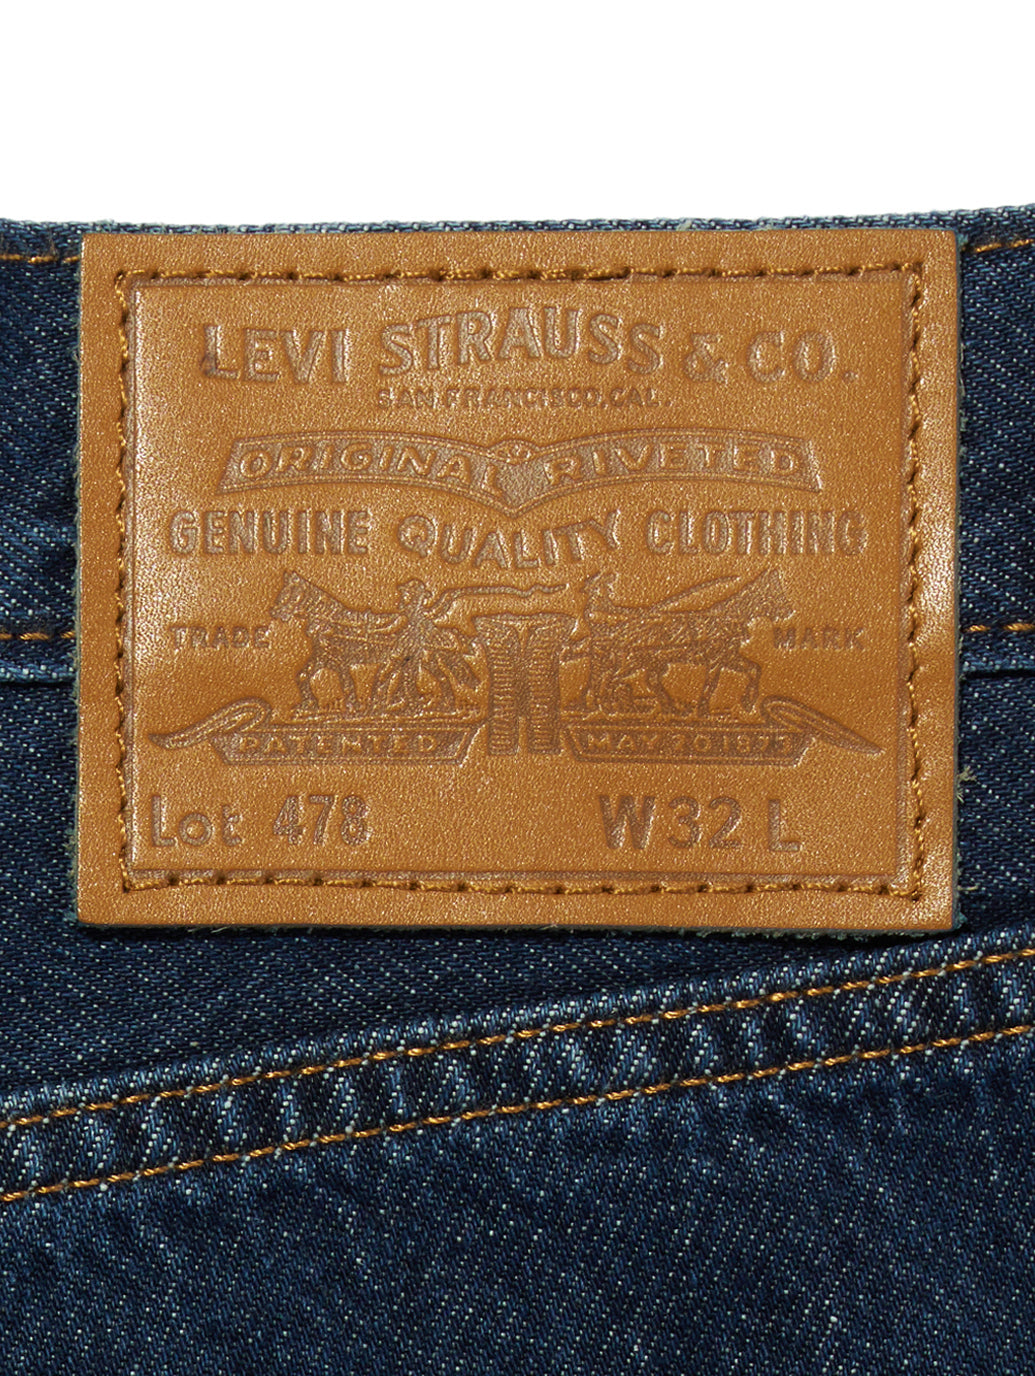 LEVI STRAUSS & CO.
SAN FRANCISCO, CAL.
ORIGINAL RIVETED
GENUINE QUALITY CLOTHING
TRADE MARK
PATENTED MAY 20 1873
Lot 478 W32 L